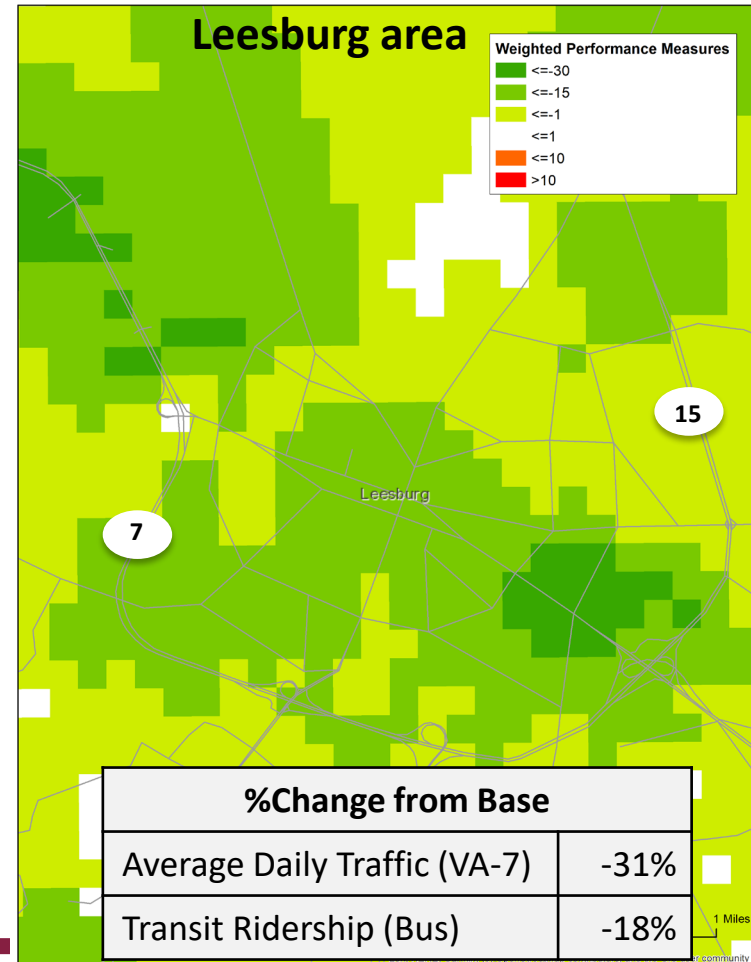 Leesburg area
Weighted Performance Measures
<=-30
<=-15
<=-1
<=1
<=10
>10
15
Leesburg
7
%Change from Base
Average Daily Traffic (VA-7) -31%
Transit Ridership (Bus) -18%
1 Miles
community